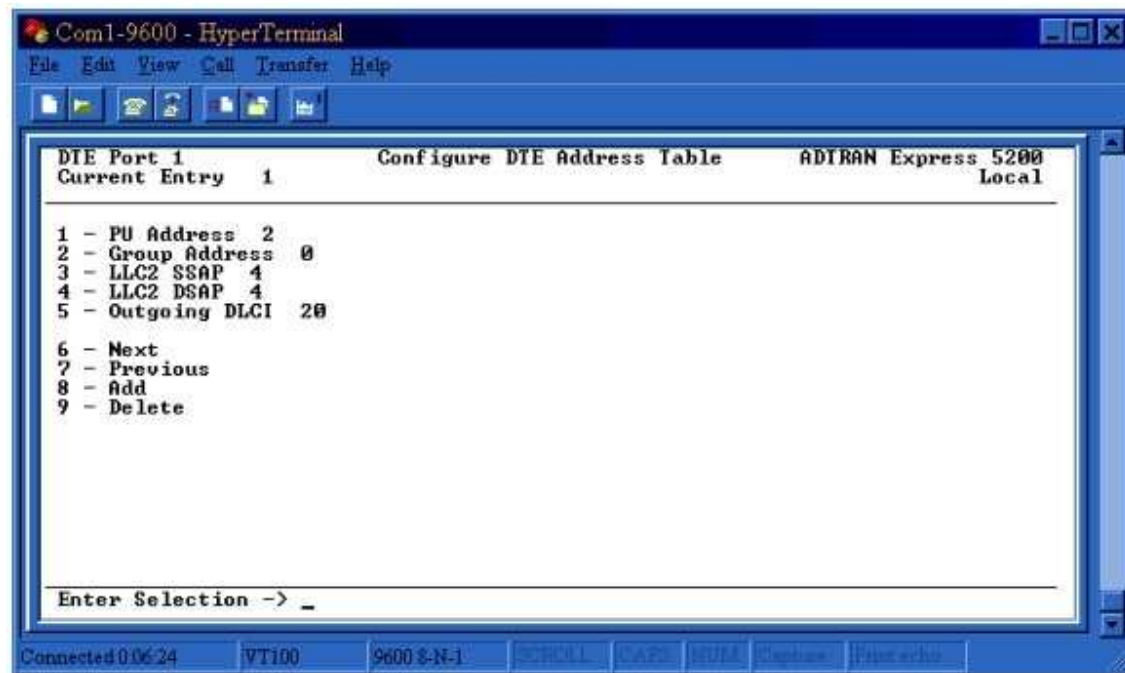 Com1-9600 - HyperTerminal
File Edit View Call Transfer Help
DTE Port 1 Configure DTE Address Table ADTRAN Express 5200
Current Entry 1 Local
1 - PU Address 2
2 - Group Address 0
3 - LLC2 SSAP 4
4 - LLC2 DSAP 4
5 - Outgoing DLCI 20
6 - Next
7 - Previous
8 - Add
9 - Delete
Enter Selection -> _
Connected 0:06:24 VT100 9600 8-N-1 SCROLL CAPS NUM Capture Print echo